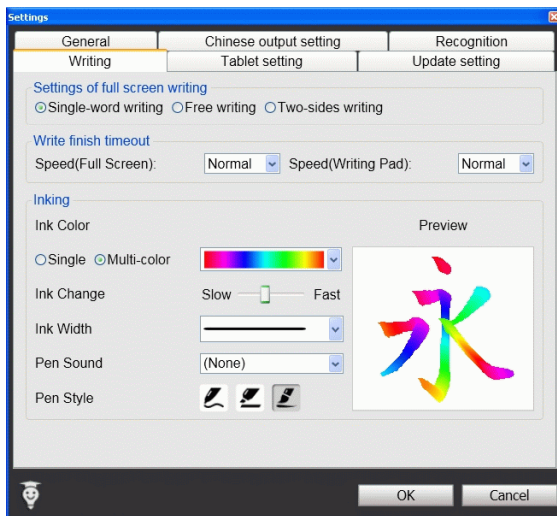 Settings
General Chinese output setting Recognition
Writing Tablet setting Update setting
Settings of full screen writing
Single-word writing Free writing Two-sides writing
Write finish timeout
Speed(Full Screen): Normal Speed(Writing Pad): Normal
Inking
Ink Color Preview
Single Multi-color
Ink Change Slow Fast
Ink Width
Pen Sound (None)
Pen Style
永
OK Cancel